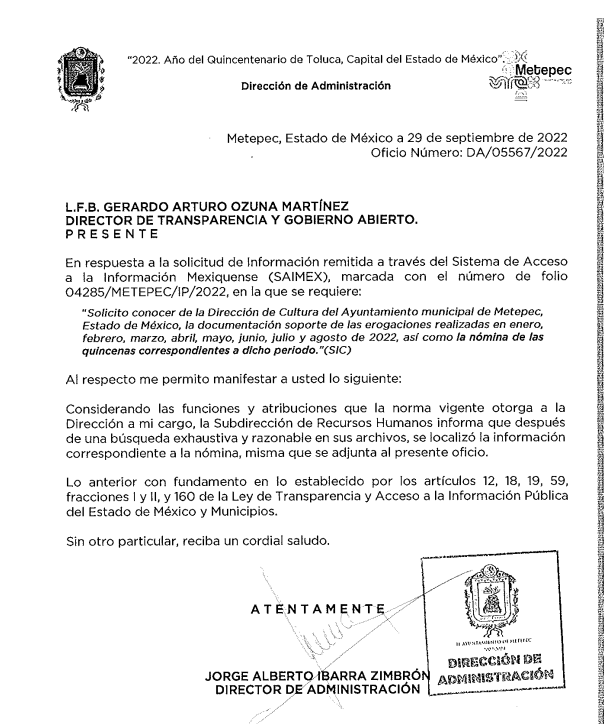 "2022. Año del Quincentenario de Toluca, Capital del Estado de México".
Metepec
Dirección de Administración
Metepec, Estado de México a 29 de septiembre de 2022
Oficio Número: DA/05567/2022
L.F.B. GERARDO ARTURO OZUNA MARTÍNEZ
DIRECTOR DE TRANSPARENCIA Y GOBIERNO ABIERTO.
P R E S E N T E
En respuesta a la solicitud de Información remitida a través del Sistema de Acceso
a la Información Mexiquense (SAIMEX), marcada con el número de folio
04285/METEPEC/IP/2022, en la que se requiere:
"Solicito conocer de la Dirección de Cultura del Ayuntamiento municipal de Metepec,
Estado de México, la documentación soporte de las erogaciones realizadas en enero,
febrero, marzo, abril, mayo, junio, julio y agosto de 2022, así como la nómina de las
quincenas correspondientes a dicho periodo."(SIC)
Al respecto me permito manifestar a usted lo siguiente:
Considerando las funciones y atribuciones que la norma vigente otorga a la
Dirección a mi cargo, la Subdirección de Recursos Humanos informa que después
de una búsqueda exhaustiva y razonable en sus archivos, se localizó la información
correspondiente a la nómina, misma que se adjunta al presente oficio.
Lo anterior con fundamento en lo establecido por los artículos 12, 18, 19, 59,
fracciones I y II, y 160 de la Ley de Transparencia y Acceso a la Información Pública
del Estado de México y Municipios.
Sin otro particular, reciba un cordial saludo.
A T E N T A M E N T E
JORGE ALBERTO IBARRA ZIMBRÓN
DIRECTOR DE ADMINISTRACIÓN
AYUNTAMIENTO DE METEPEC
DIRECCIÓN DE
ADMINISTRACIÓN